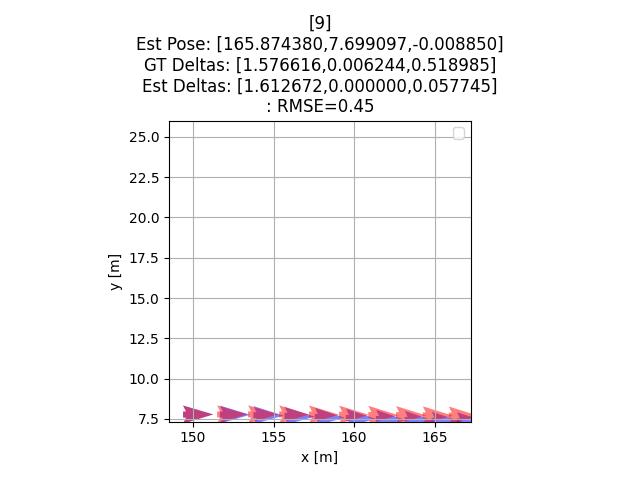 [9]
Est Pose: [165.874380,7.699097,-0.008850]
GT Deltas: [1.576616,0.006244,0.518985]
Est Deltas: [1.612672,0.000000,0.057745]
: RMSE=0.45
25.0
22.5
20.0
17.5
15.0
12.5
10.0
7.5
y [m]
150
155
160
165
x [m]